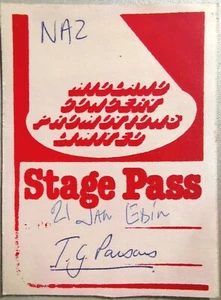 NAZ
MIDLAND
CONCERT
PROMOTIONS
LIMITED
Stage Pass
21 JAN EDIN
T.G Parsons